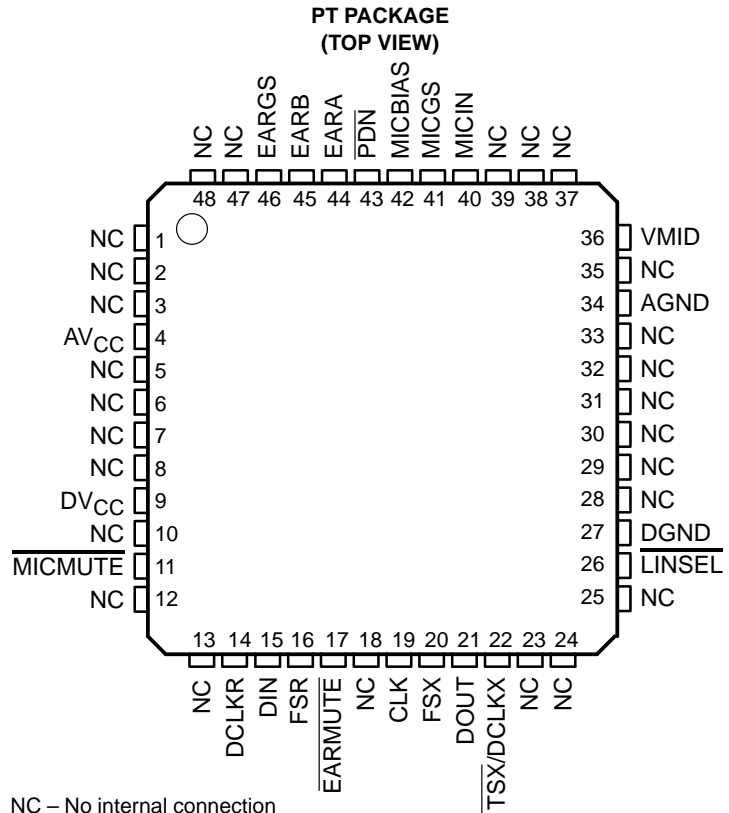 PT PACKAGE
(TOP VIEW)
NC NC EARGS EARB EARA PDN MICBIAS MICGS MICIN NC NC NC
48 47 46 45 44 43 42 41 40 39 38 37
NC 1
NC 2
NC 3
AVCC 4
NC 5
NC 6
NC 7
NC 8
DVCC 9
NC 10
MICMUTE 11
NC 12
36 VMID
35 NC
34 AGND
33 NC
32 NC
31 NC
30 NC
29 NC
28 NC
27 DGND
26 LINSEL
25 NC
13 14 15 16 17 18 19 20 21 22 23 24
NC DCLKR DIN FSR EARMUTE NC CLK FSX DOUT TSX/DCLKX NC NC
NC – No internal connection